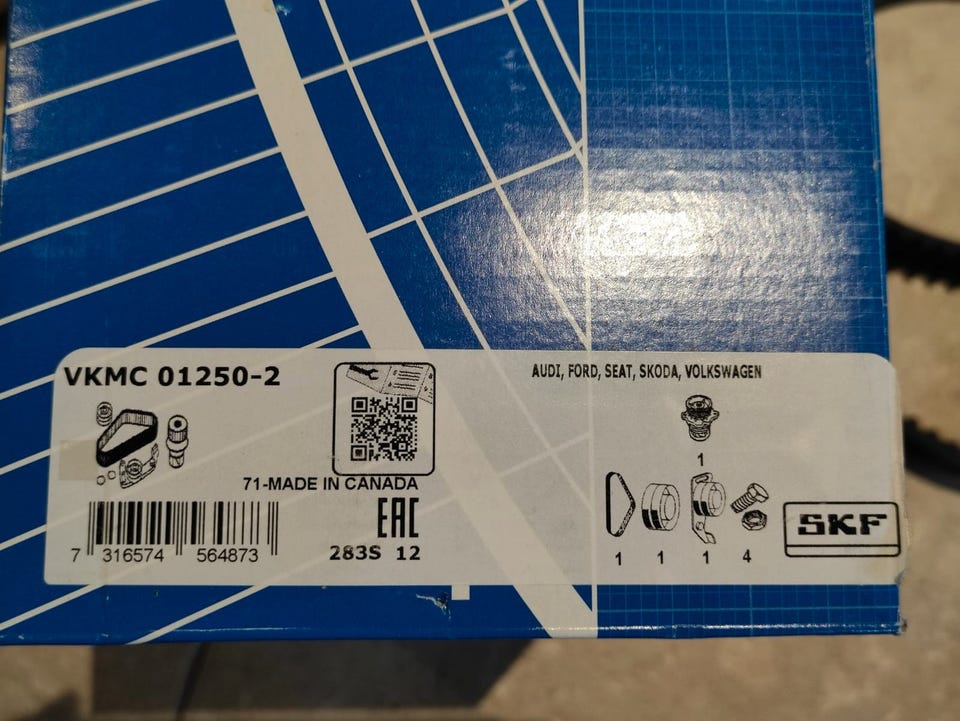 VKMC 01250-2
71-MADE IN CANADA
7 316574 564873
EAC
283S 12
AUDI, FORD, SEAT, SKODA, VOLKSWAGEN
1
1 1 1 4
SKF